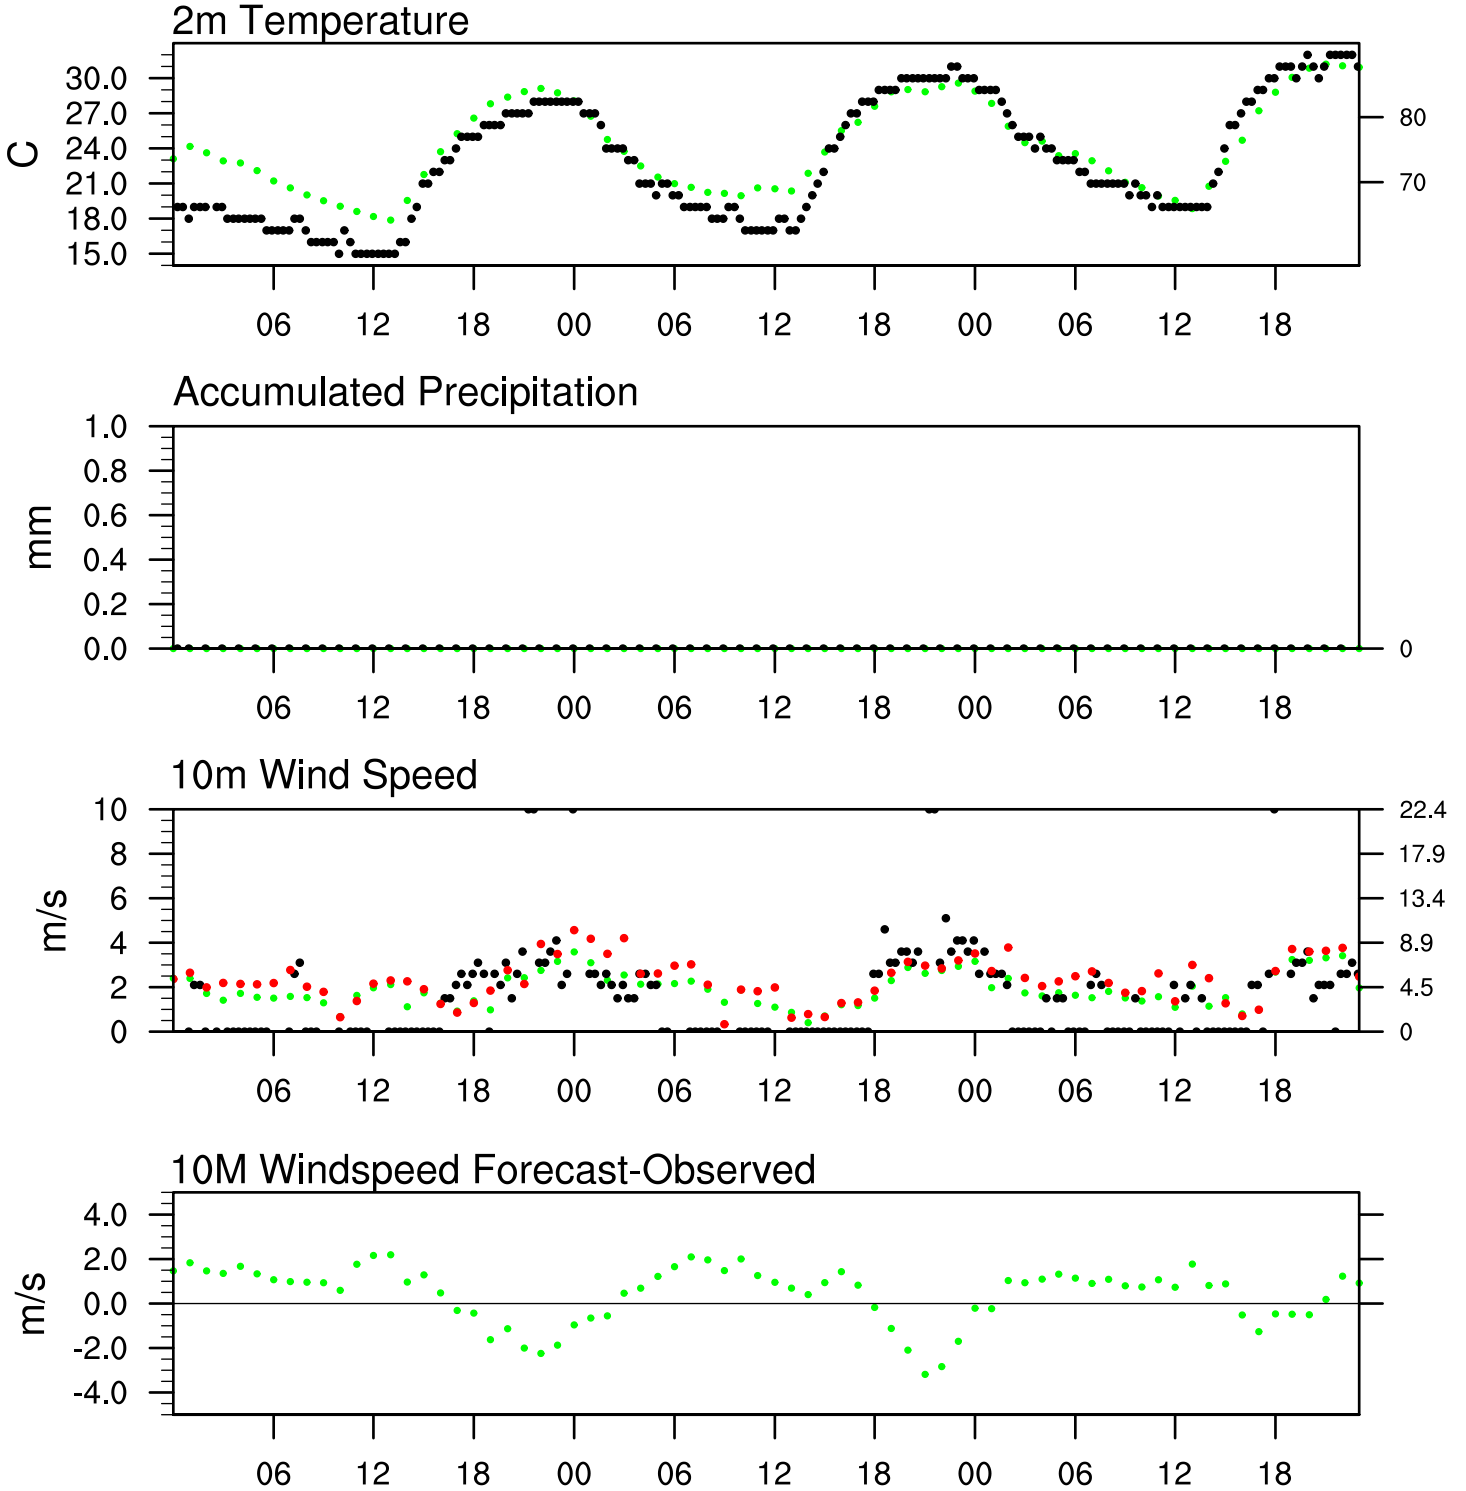 2m Temperature
C
30.0
27.0
24.0
21.0
18.0
15.0
80
70
06 12 18 00 06 12 18 00 06 12 18
Accumulated Precipitation
mm
1.0
0.8
0.6
0.4
0.2
0.0
0
06 12 18 00 06 12 18 00 06 12 18
10m Wind Speed
m/s
10
8
6
4
2
0
22.4
17.9
13.4
8.9
4.5
0
06 12 18 00 06 12 18 00 06 12 18
10M Windspeed Forecast-Observed
m/s
4.0
2.0
0.0
-2.0
-4.0
06 12 18 00 06 12 18 00 06 12 18